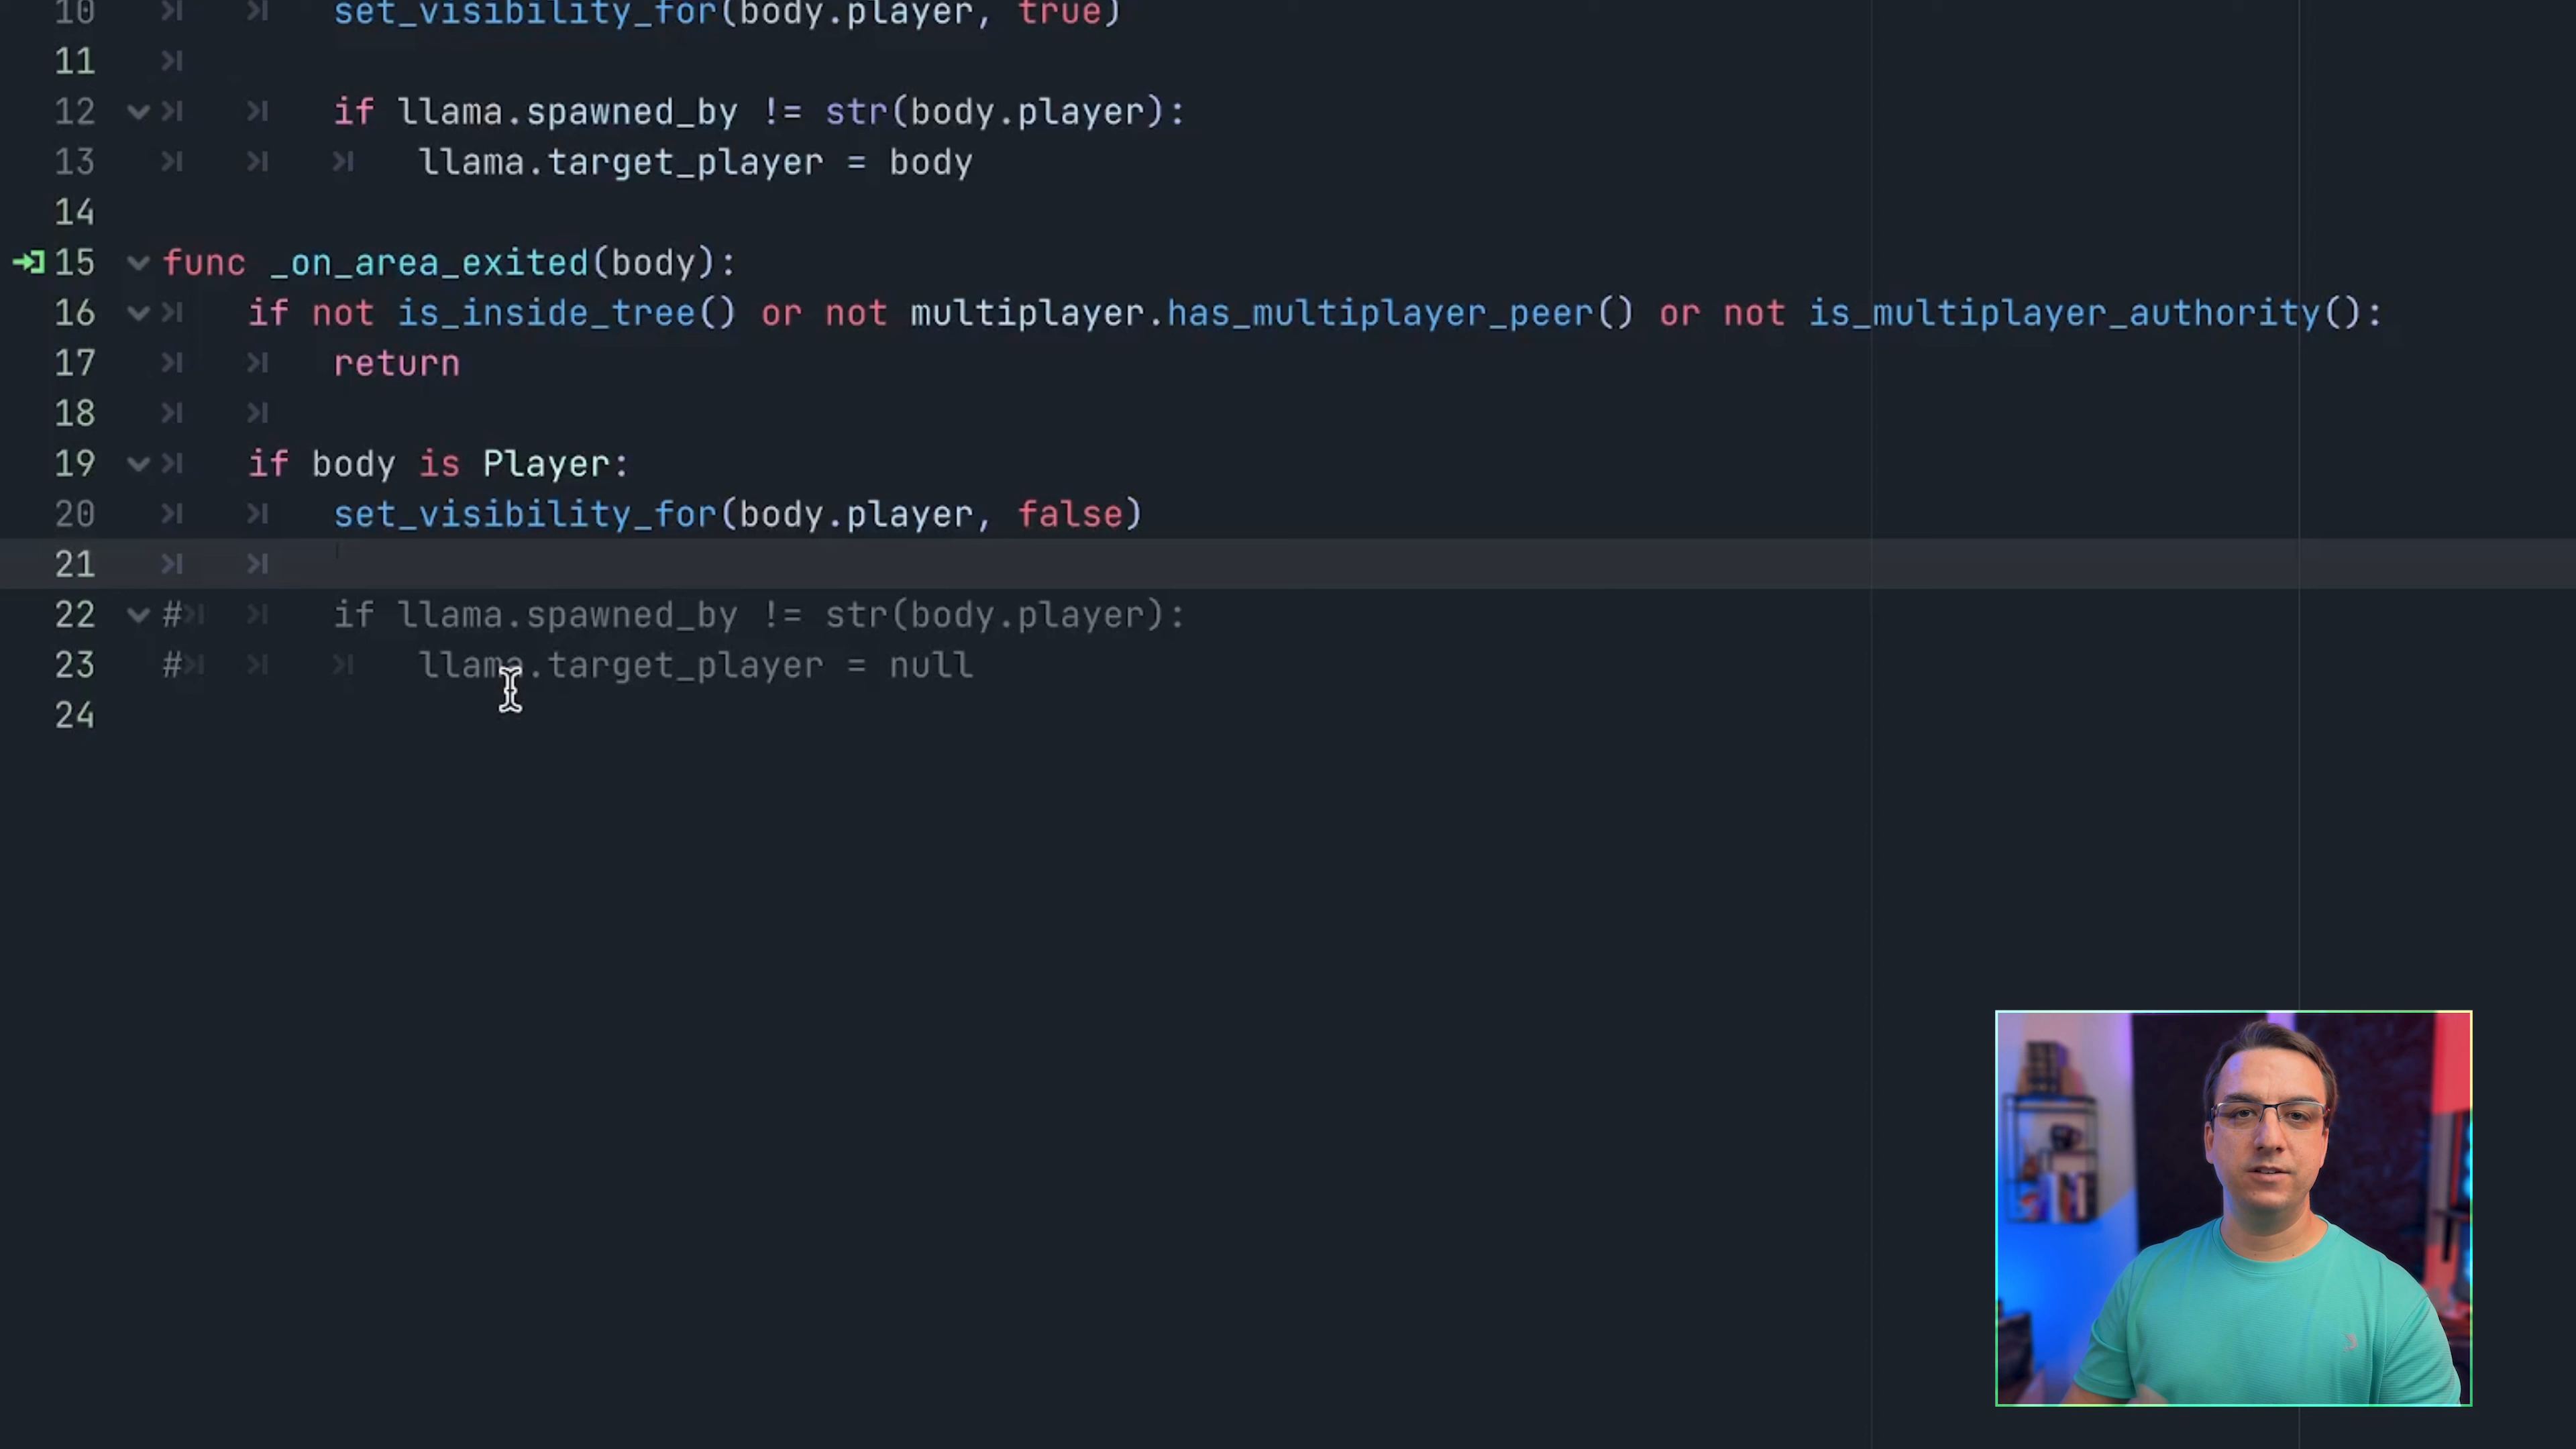 10 set_visibility_for(body.player, true)
11
12 if llama.spawned_by != str(body.player):
13 llama.target_player = body
14
15 func _on_area_exited(body):
16 if not is_inside_tree() or not multiplayer.has_multiplayer_peer() or not is_multiplayer_authority():
17 return
18
19 if body is Player:
20 set_visibility_for(body.player, false)
21
22 # if llama.spawned_by != str(body.player):
23 # llama.target_player = null
24